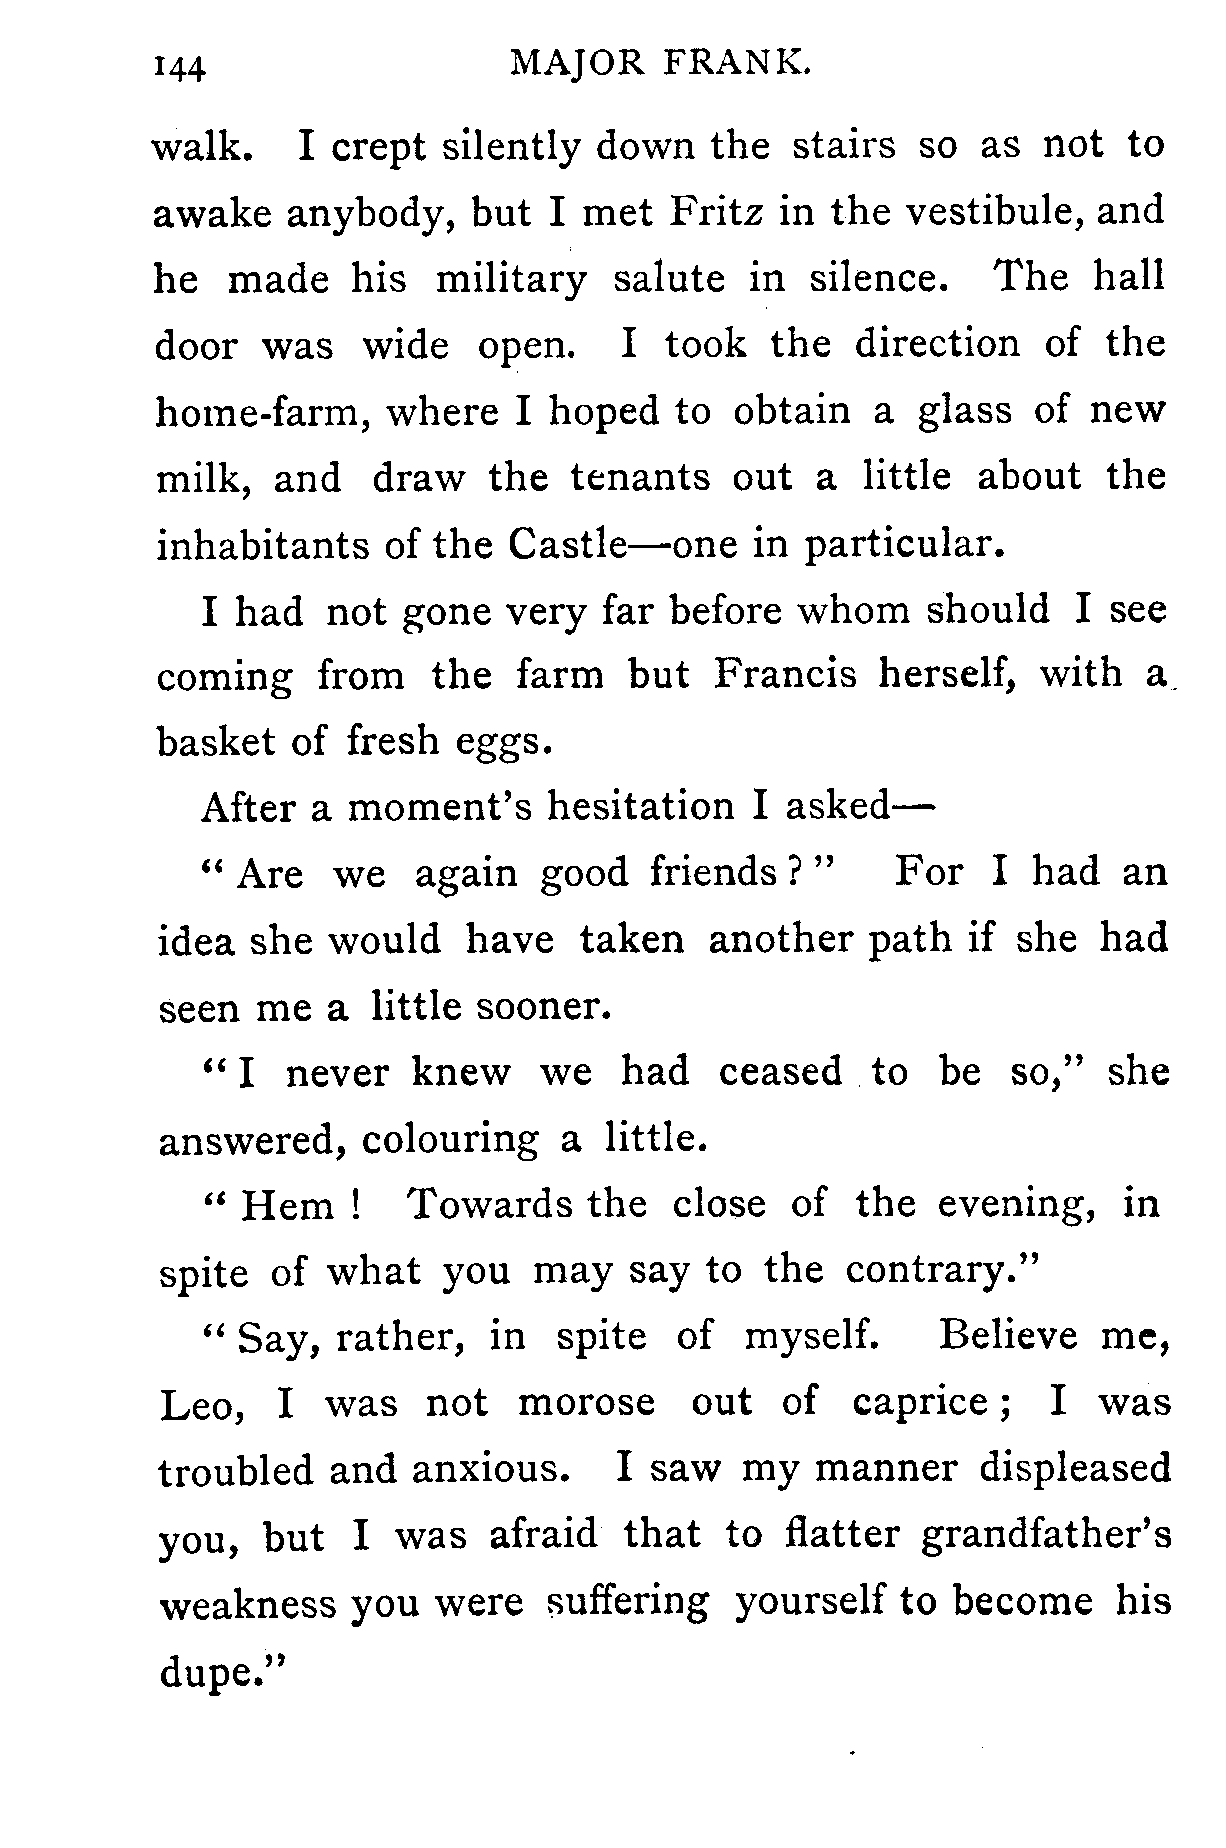 144 MAJOR FRANK.
walk. I crept silently down the stairs so as not to
awake anybody, but I met Fritz in the vestibule, and
he made his military salute in silence. The hall
door was wide open. I took the direction of the
home-farm, where I hoped to obtain a glass of new
milk, and draw the tenants out a little about the
inhabitants of the Castle—one in particular.
I had not gone very far before whom should I see
coming from the farm but Francis herself, with a
basket of fresh eggs.
After a moment's hesitation I asked—
"Are we again good friends?" For I had an
idea she would have taken another path if she had
seen me a little sooner.
"I never knew we had ceased to be so," she
answered, colouring a little.
"Hem! Towards the close of the evening, in
spite of what you may say to the contrary."
"Say, rather, in spite of myself. Believe me,
Leo, I was not morose out of caprice; I was
troubled and anxious. I saw my manner displeased
you, but I was afraid that to flatter grandfather's
weakness you were suffering yourself to become his
dupe."